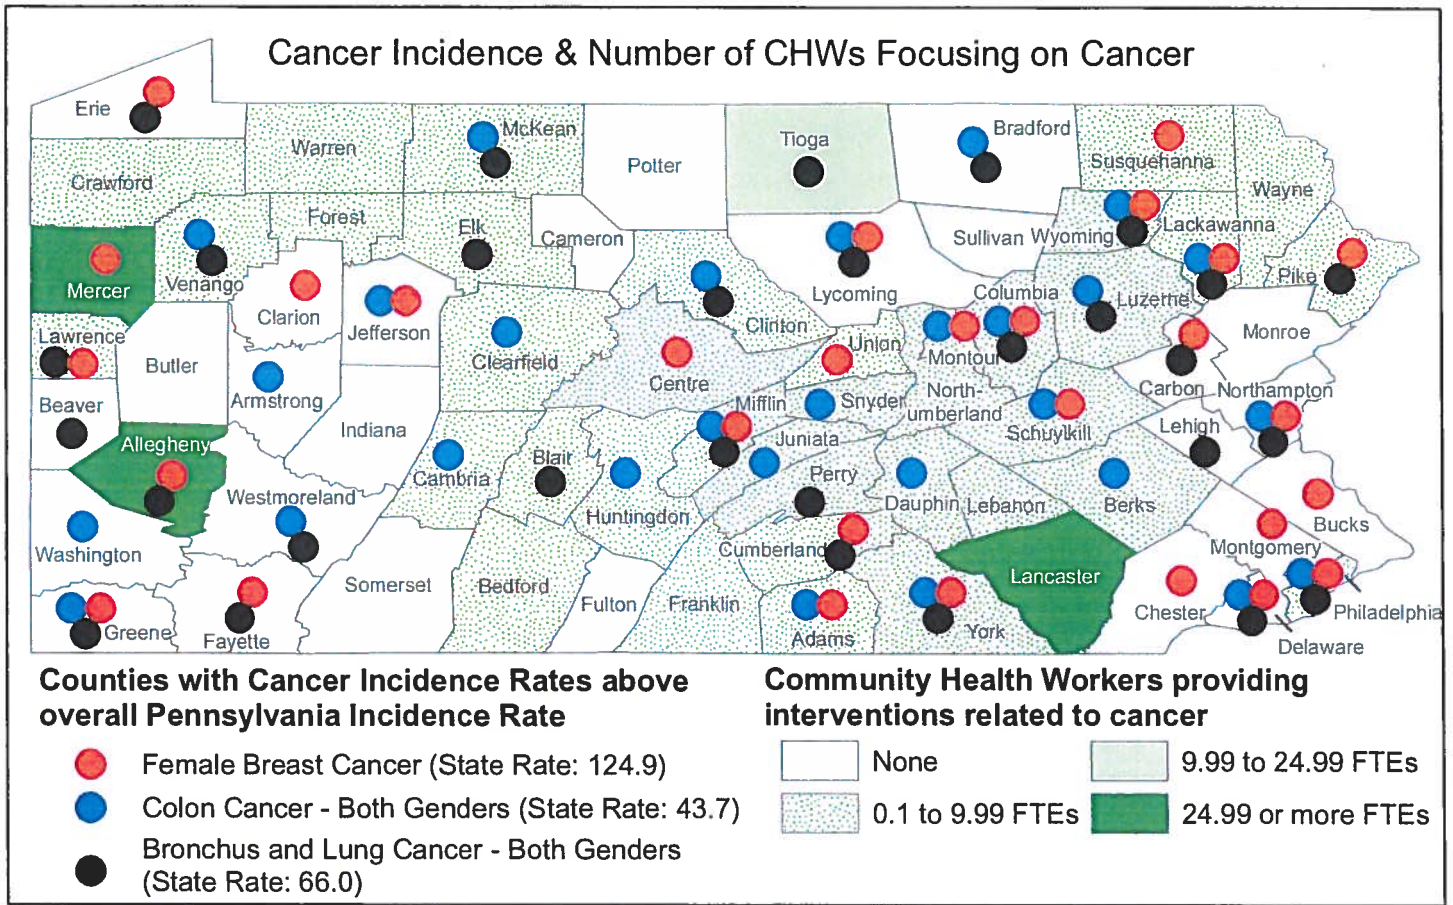 Cancer Incidence & Number of CHWs Focusing on Cancer
Erie
Warren
McKean
Potter
Tioga
Bradford
Susquehanna
Wayne
Crawford
Forest
Elk
Cameron
Sullivan
Wyoming
Lackawanna
Pike
Mercer
Venango
Clarion
Jefferson
Clinton
Lycoming
Columbia
Luzerne
Monroe
Lawrence
Butler
Armstrong
Clearfield
Centre
Union
Montour
Carbon
Northampton
Beaver
Indiana
Mifflin
Snyder
North-
umberland
Schuylkill
Lehigh
Allegheny
Westmoreland
Cambria
Blair
Huntingdon
Juniata
Perry
Dauphin
Lebanon
Berks
Bucks
Washington
Somerset
Bedford
Fulton
Franklin
Cumberland
Lancaster
Montgomery
Chester
Philadelphia
Delaware
Greene
Fayette
Adams
York
Counties with Cancer Incidence Rates above
overall Pennsylvania Incidence Rate
Female Breast Cancer (State Rate: 124.9)
Colon Cancer - Both Genders (State Rate: 43.7)
Bronchus and Lung Cancer - Both Genders
(State Rate: 66.0)
Community Health Workers providing
interventions related to cancer
None
0.1 to 9.99 FTEs
9.99 to 24.99 FTEs
24.99 or more FTEs